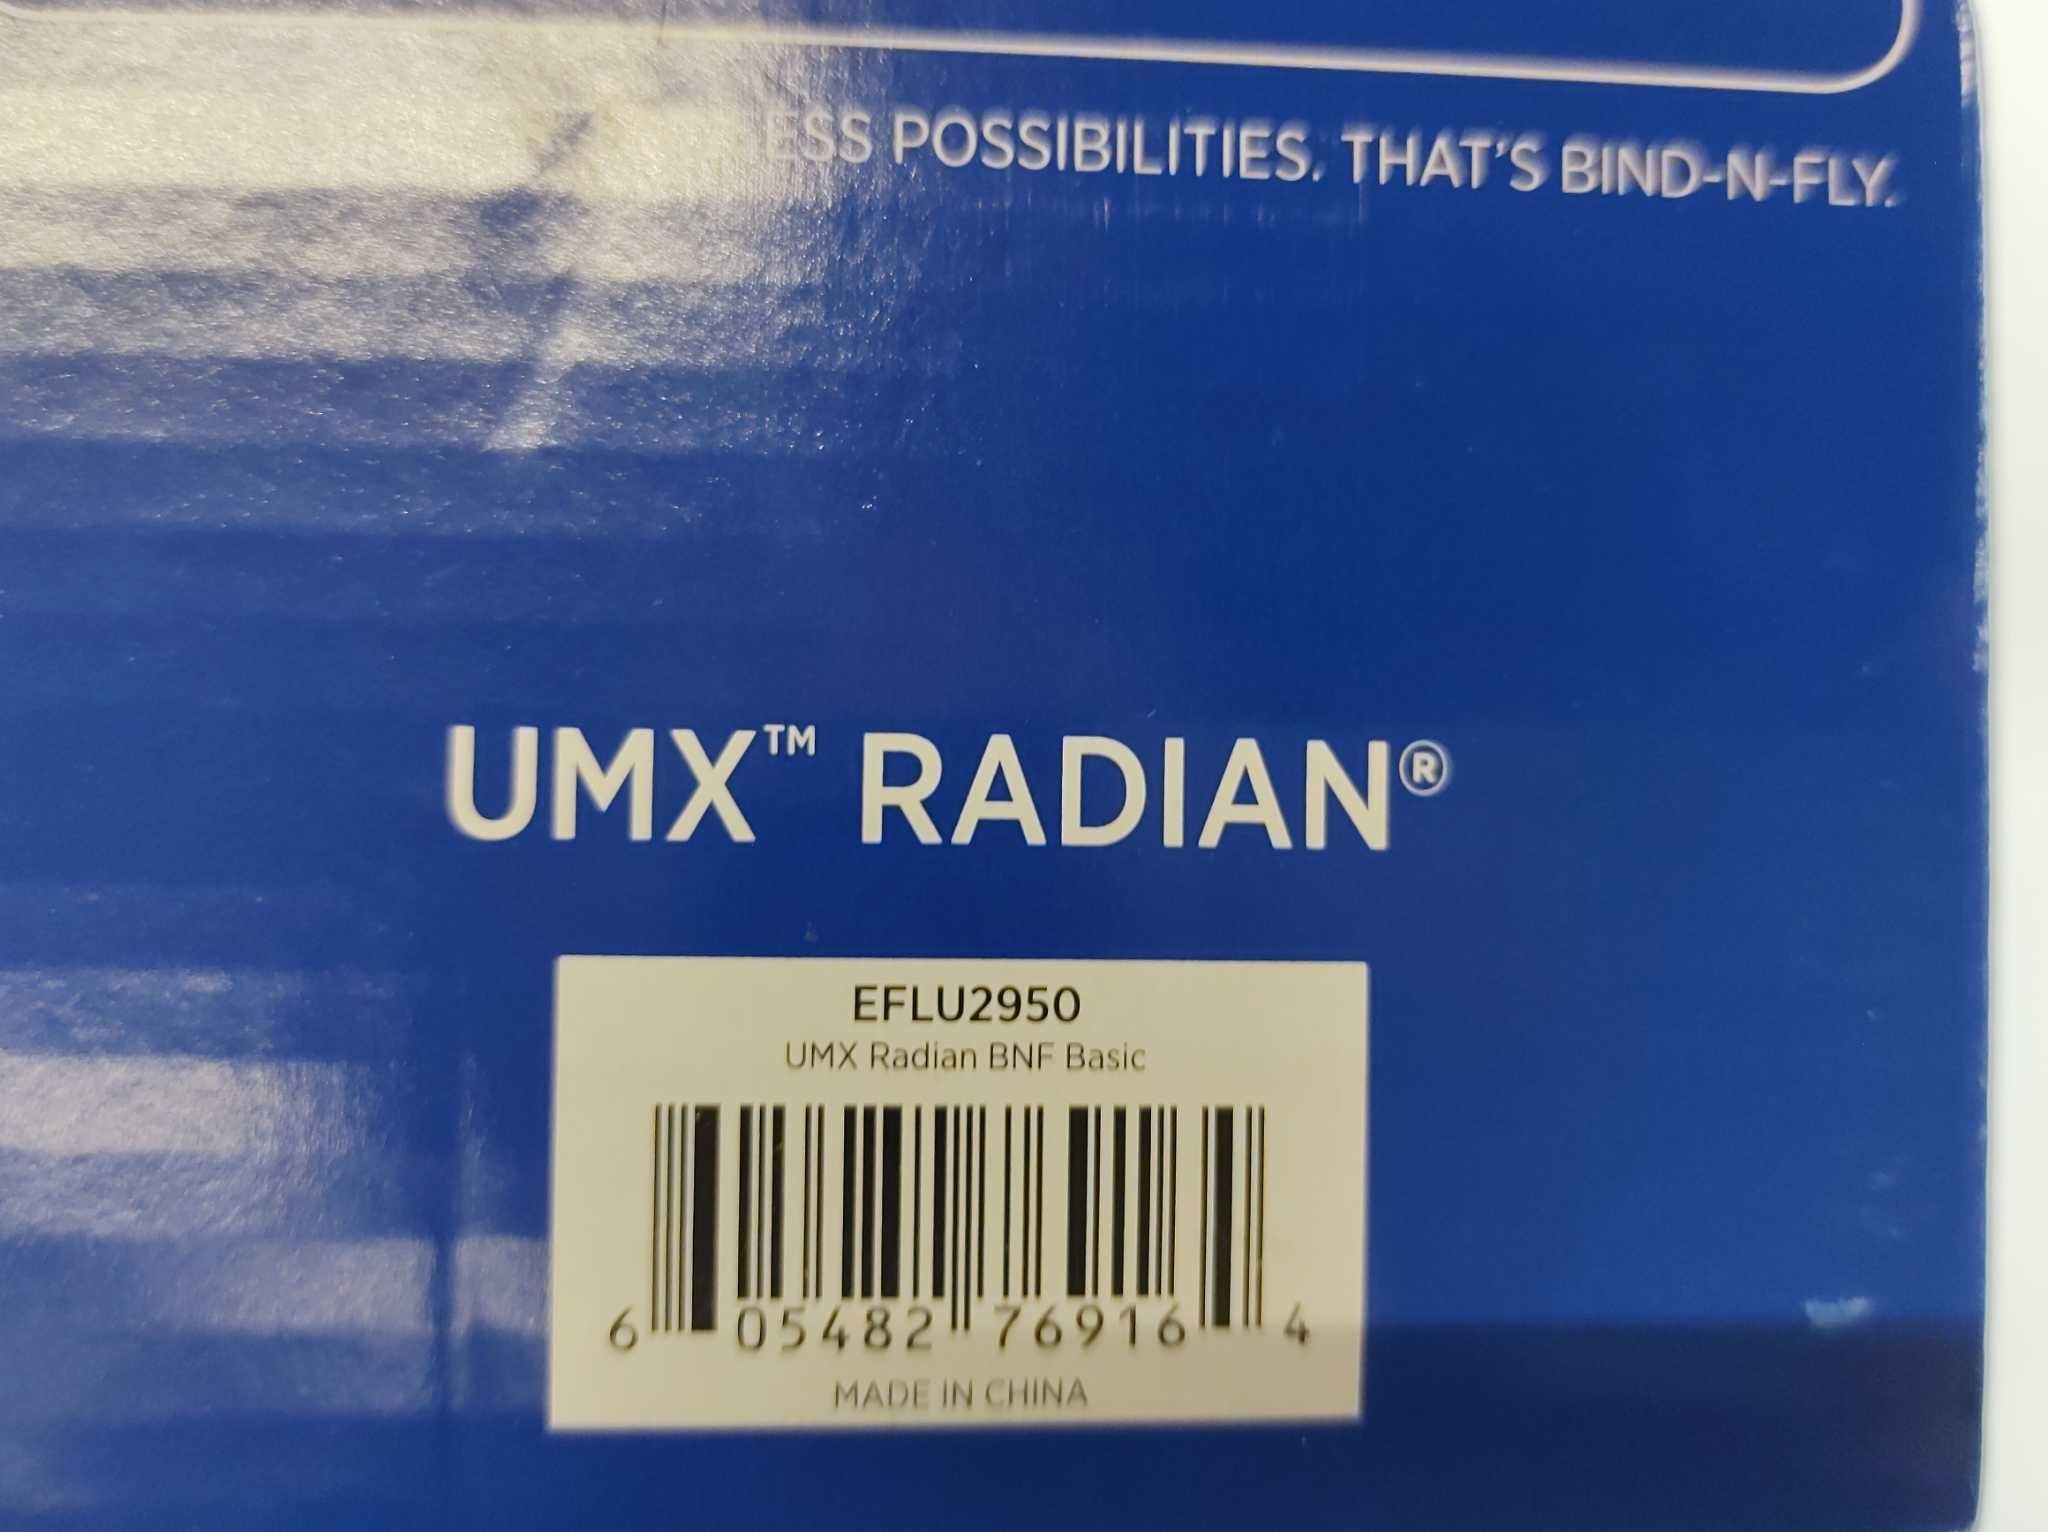 ESS POSSIBILITIES. THAT'S BIND-N-FLY.
UMX™ RADIAN®
EFLU2950
UMX Radian BNF Basic
6 05482 76916 4
MADE IN CHINA